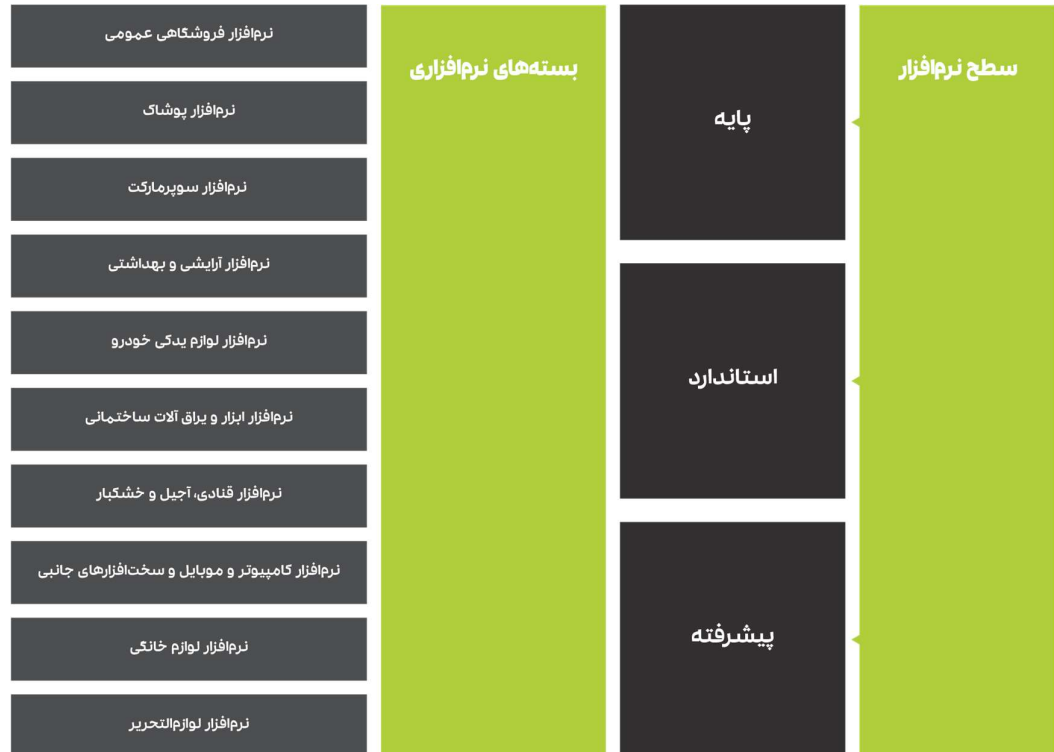 سطح نرم‌افزار
پایه
استاندارد
پیشرفته
بسته‌های نرم‌افزاری
نرم‌افزار فروشگاهی عمومی
نرم‌افزار پوشاک
نرم‌افزار سوپرمارکت
نرم‌افزار آرایشی و بهداشتی
نرم‌افزار لوازم یدکی خودرو
نرم‌افزار ابزار و یراق آلات ساختمانی
نرم‌افزار قنادی، آجیل و خشکبار
نرم‌افزار کامپیوتر و موبایل و سخت‌افزارهای جانبی
نرم‌افزار لوازم خانگی
نرم‌افزار لوازم‌التحریر